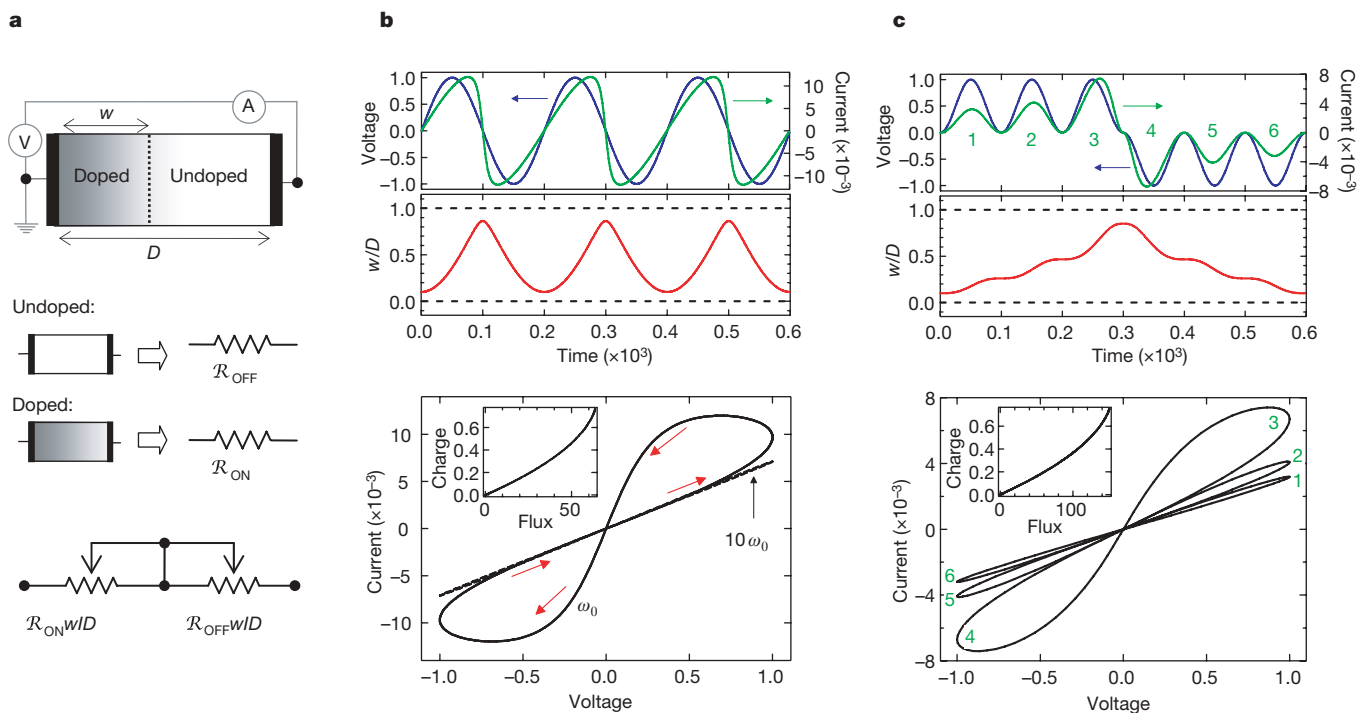 a
A
V
w
Doped
Undoped
D
Undoped:
ℛOFF
Doped:
ℛON
ℛONw/D
ℛOFFw/D
b
Voltage
1.0
0.5
0.0
−0.5
−1.0
10
5
0
−5
−10
Current (×10−3)
w/D
1.0
0.5
0.0
0.0 0.1 0.2 0.3 0.4 0.5 0.6
Time (×103)
Current (×10−3)
10
5
0
−5
−10
Charge
0.6
0.4
0.2
0.0
0 50
Flux
10 ω0
ω0
−1.0 −0.5 0.0 0.5 1.0
Voltage
c
Voltage
1.0
0.5
0.0
−0.5
−1.0
1 2 3 4 5 6
8
4
0
−4
−8
Current (×10−3)
w/D
1.0
0.5
0.0
0.0 0.1 0.2 0.3 0.4 0.5 0.6
Time (×103)
Current (×10−3)
8
4
0
−4
−8
Charge
0.6
0.4
0.2
0.0
0 100
Flux
3
2
1
6
5
4
−1.0 −0.5 0.0 0.5 1.0
Voltage